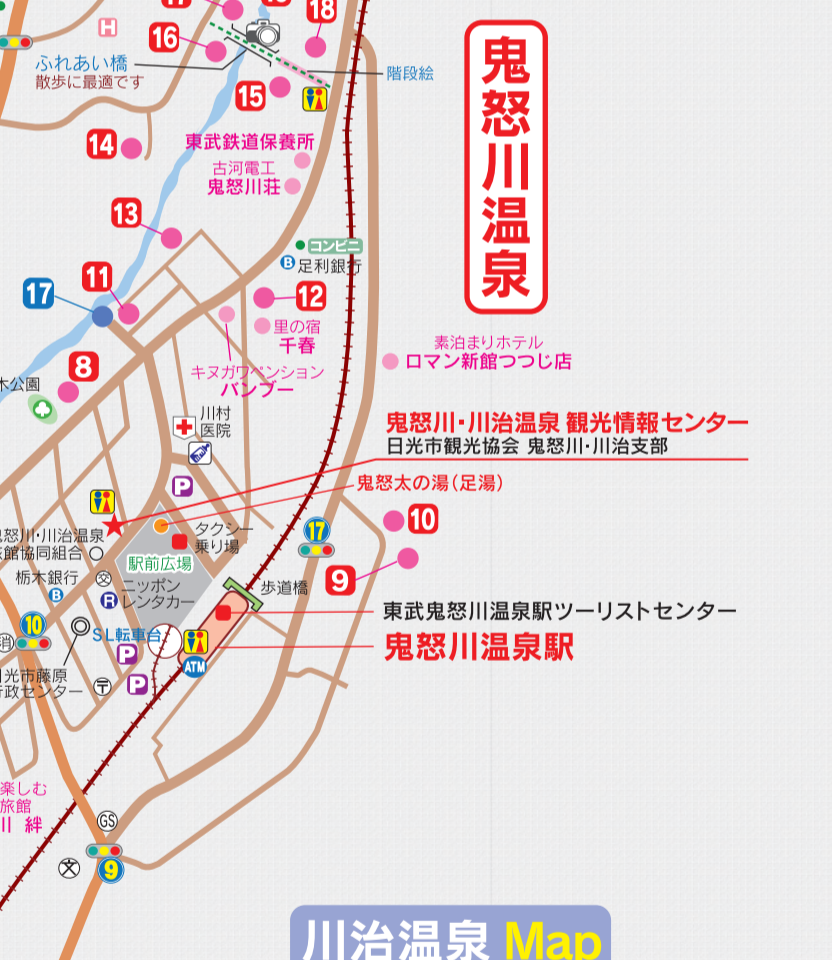 18
H
16
ふれあい橋
散歩に最適です
階段絵
15
14
東武鉄道保養所
古河電工
鬼怒川荘
鬼怒川温泉
13
コンビニ
B 足利銀行
11
17
12
里の宿
千春
素泊まりホテル
ロマン新館つつじ店
8
キヌガワペンション
バンブー
木公園
川村
医院
鬼怒川・川治温泉 観光情報センター
日光市観光協会 鬼怒川・川治支部
P
鬼怒太の湯(足湯)
10
17
タクシー
乗り場
怒川・川治温泉
館協同組合
駅前広場
9
栃木銀行
B
交
ニッポン
R レンタカー
歩道橋
東武鬼怒川温泉駅ツーリストセンター
10
SL転車台
鬼怒川温泉駅
消
P
ATM
光市藤原
政センター
〒
P
楽しむ
旅館
川 絆
GS
文
9
川治温泉 Map